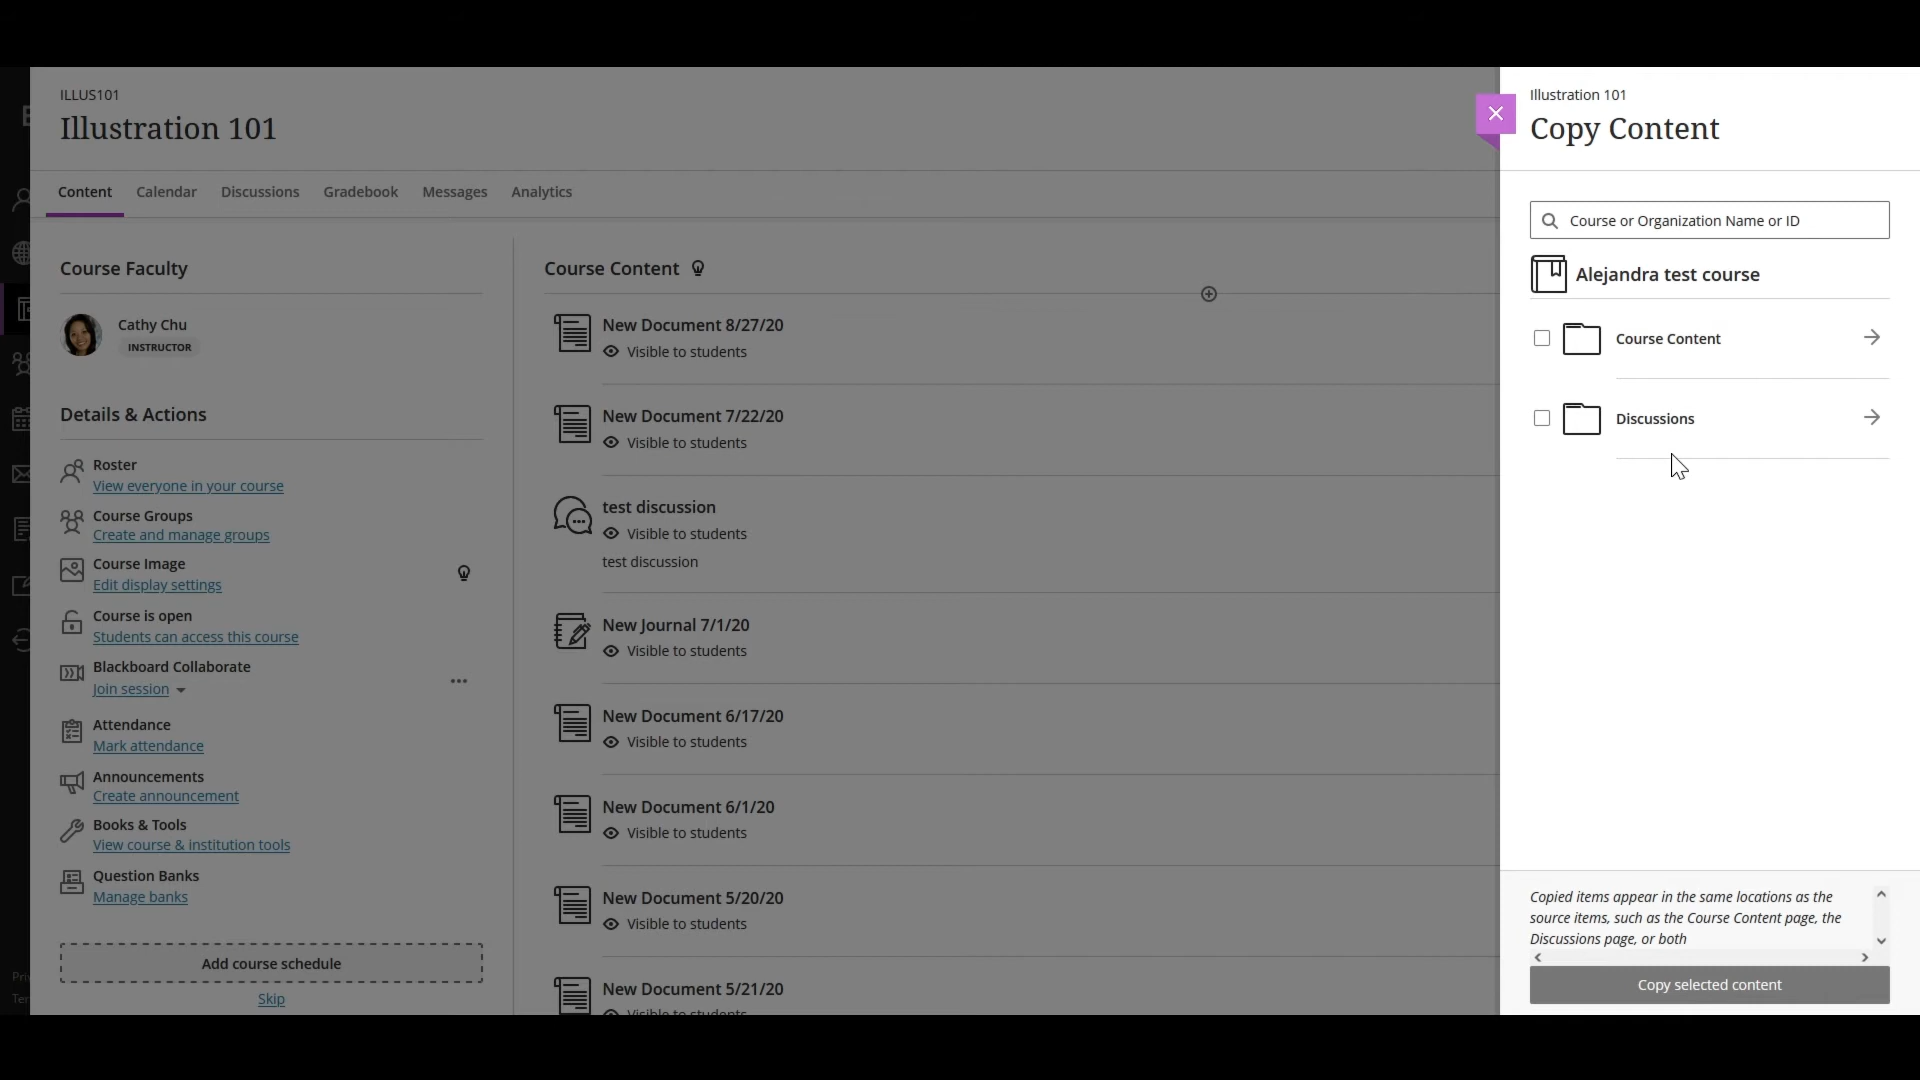 ILLUS101
Illustration 101
Content Calendar Discussions Gradebook Messages Analytics
Course Faculty
Cathy Chu
INSTRUCTOR
Details & Actions
Roster
View everyone in your course
Course Groups
Create and manage groups
Course Image
Edit display settings
Course is open
Students can access this course
Blackboard Collaborate
Join session
Attendance
Mark attendance
Announcements
Create announcement
Books & Tools
View course & institution tools
Question Banks
Manage banks
Add course schedule
Skip
Course Content
New Document 8/27/20
Visible to students
New Document 7/22/20
Visible to students
test discussion
Visible to students
test discussion
New Journal 7/1/20
Visible to students
New Document 6/17/20
Visible to students
New Document 6/1/20
Visible to students
New Document 5/20/20
Visible to students
New Document 5/21/20
Visible to students
Illustration 101
Copy Content
Course or Organization Name or ID
Alejandra test course
Course Content
Discussions
Copied items appear in the same locations as the
source items, such as the Course Content page, the
Discussions page, or both
Copy selected content